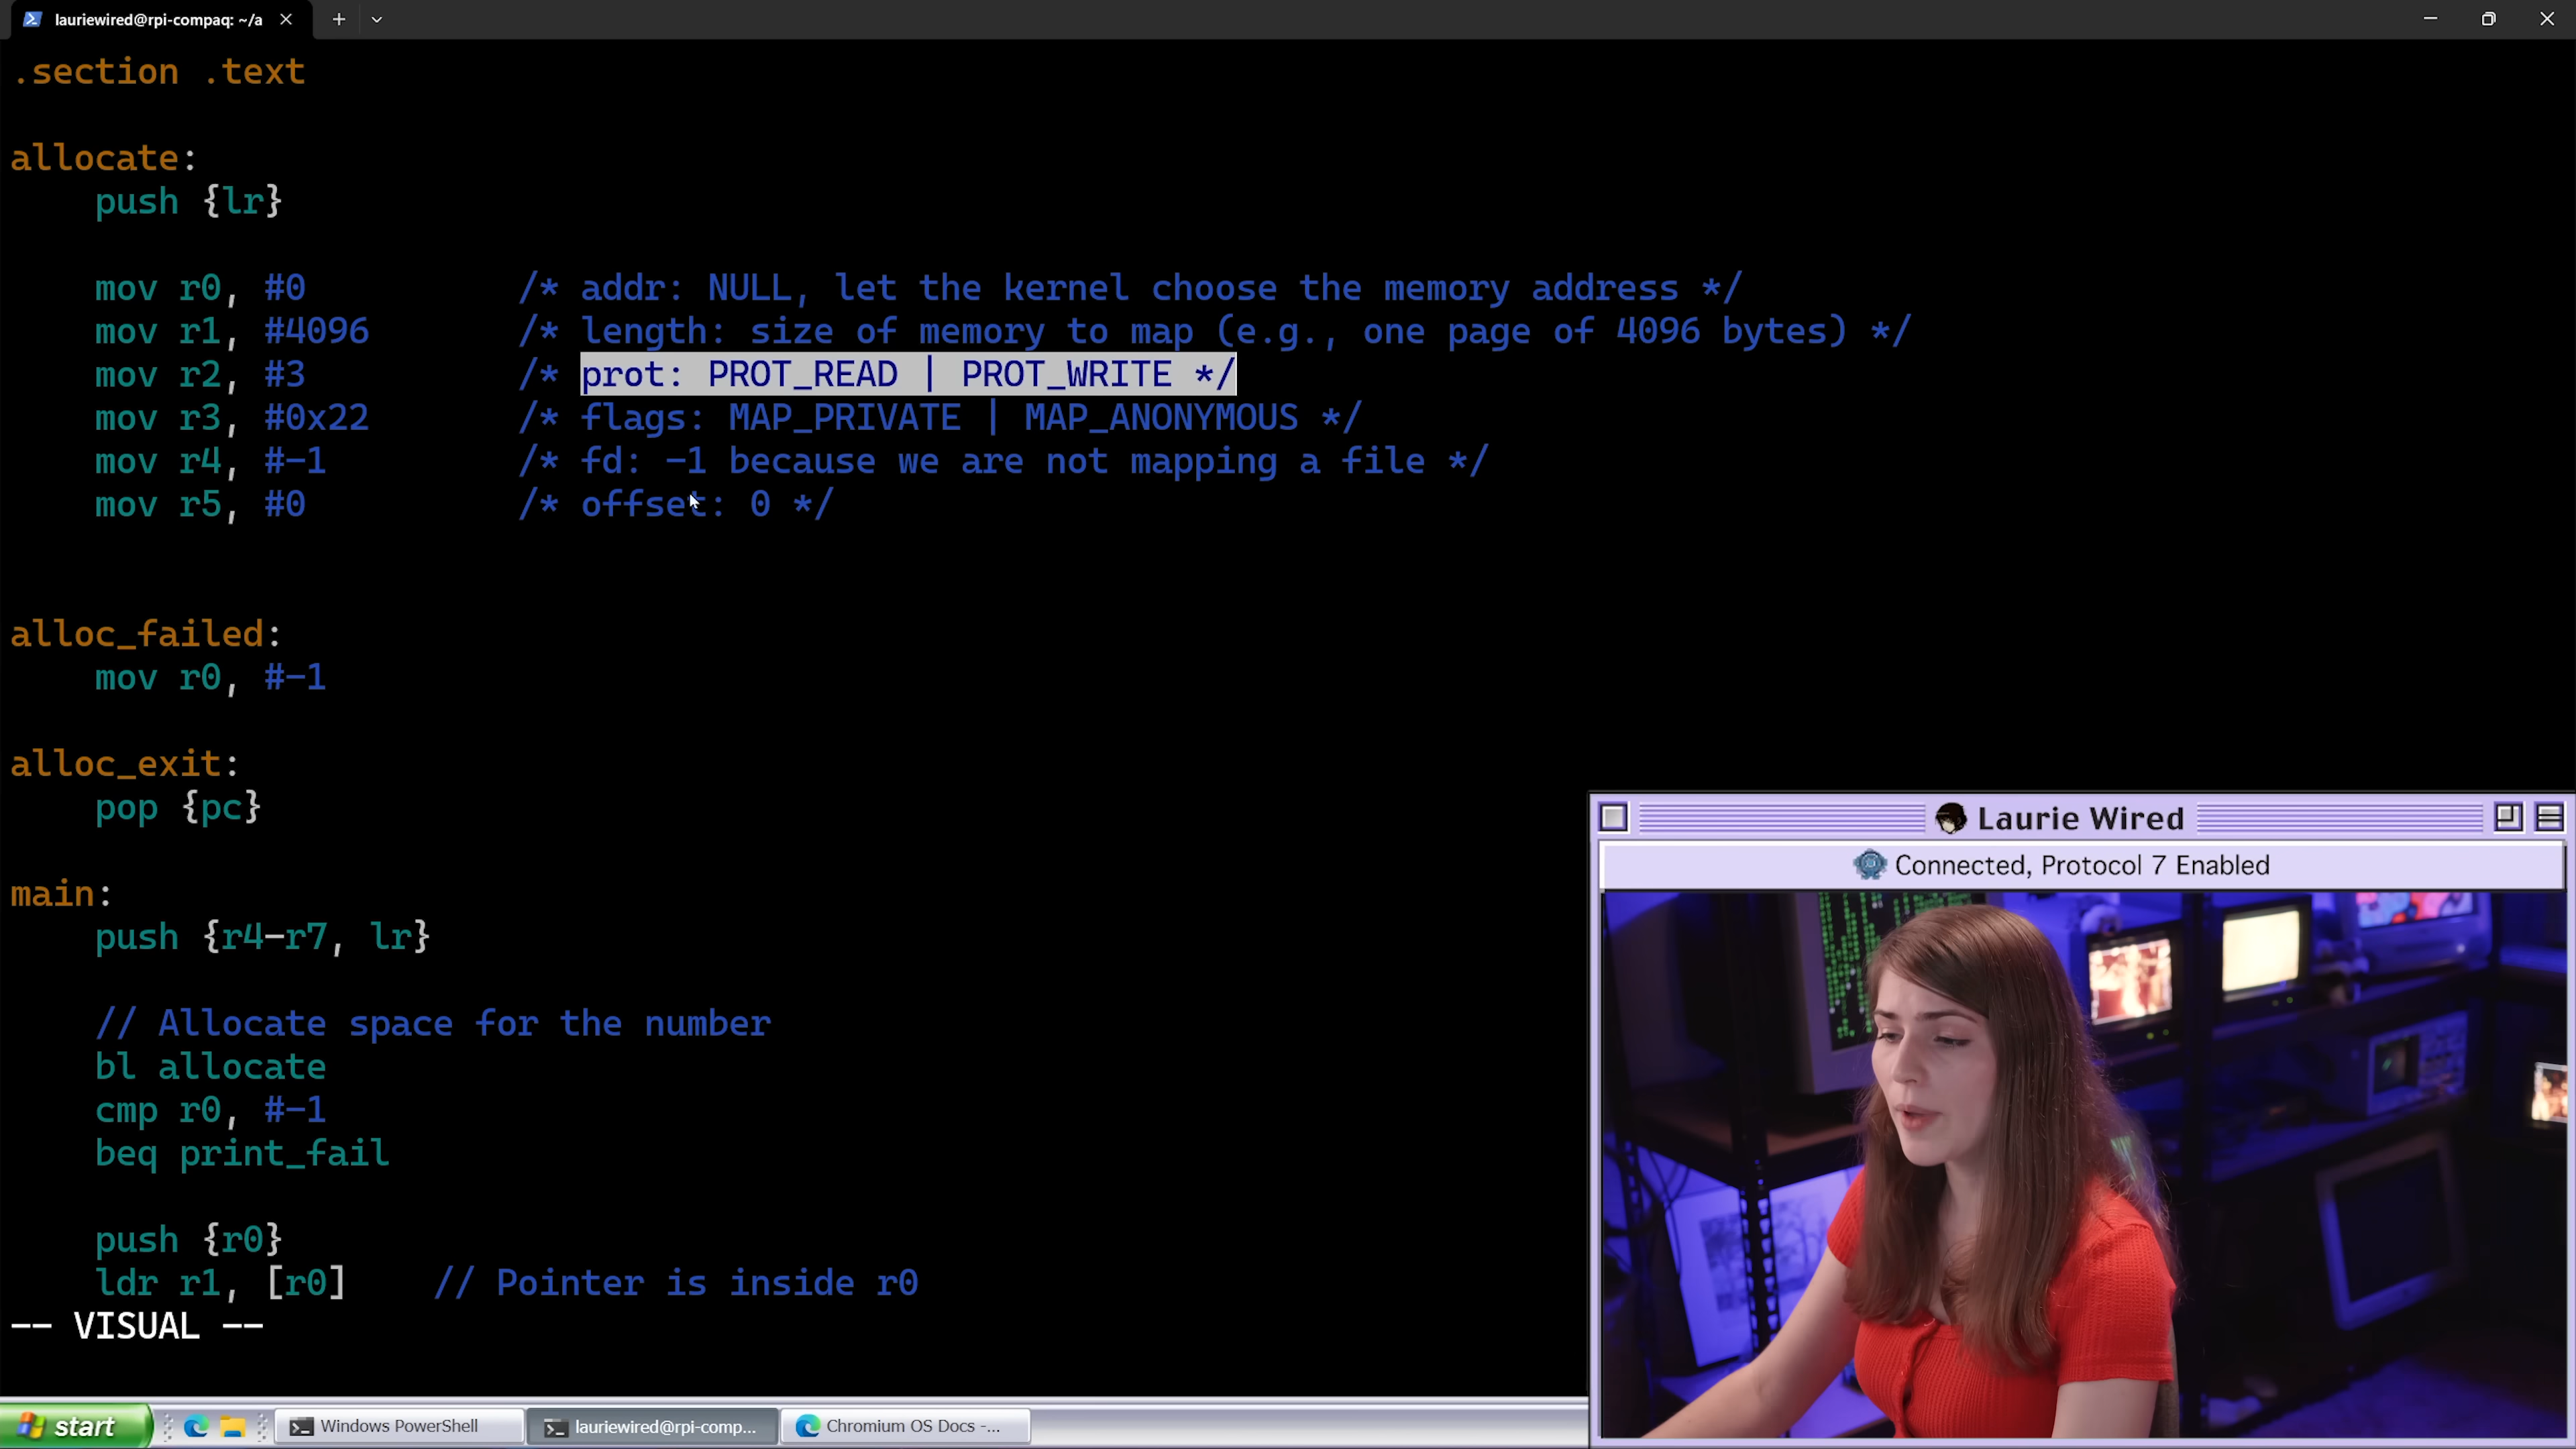 lauriewired@rpi-compaq: ~/a
.section .text
allocate:
push {lr}
mov r0, #0 /* addr: NULL, let the kernel choose the memory address */
mov r1, #4096 /* length: size of memory to map (e.g., one page of 4096 bytes) */
mov r2, #3 /* prot: PROT_READ | PROT_WRITE */
mov r3, #0x22 /* flags: MAP_PRIVATE | MAP_ANONYMOUS */
mov r4, #-1 /* fd: -1 because we are not mapping a file */
mov r5, #0 /* offset: 0 */
alloc_failed:
mov r0, #-1
alloc_exit:
pop {pc}
main:
push {r4-r7, lr}
// Allocate space for the number
bl allocate
cmp r0, #-1
beq print_fail
push {r0}
ldr r1, [r0] // Pointer is inside r0
-- VISUAL --
Laurie Wired
Connected, Protocol 7 Enabled
start
Windows PowerShell
lauriewired@rpi-comp...
Chromium OS Docs -...